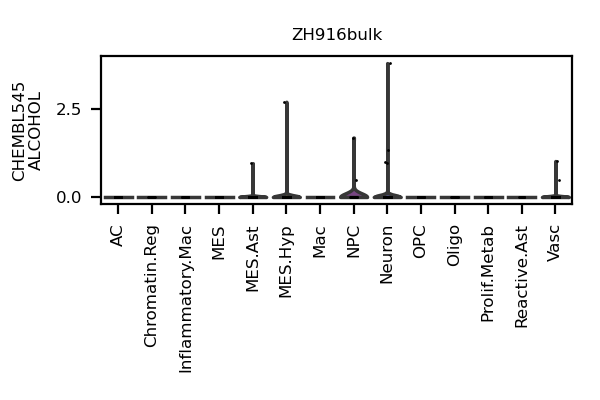 ZH916bulk
CHEMBL545
ALCOHOL
2.5
0.0
AC
Chromatin.Reg
Inflammatory.Mac
MES
MES.Ast
MES.Hyp
Mac
NPC
Neuron
OPC
Oligo
Prolif.Metab
Reactive.Ast
Vasc